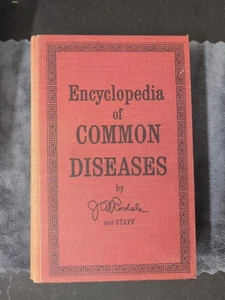 Encyclopedia
of
COMMON
DISEASES
by
J. I. Rodale
and STAFF